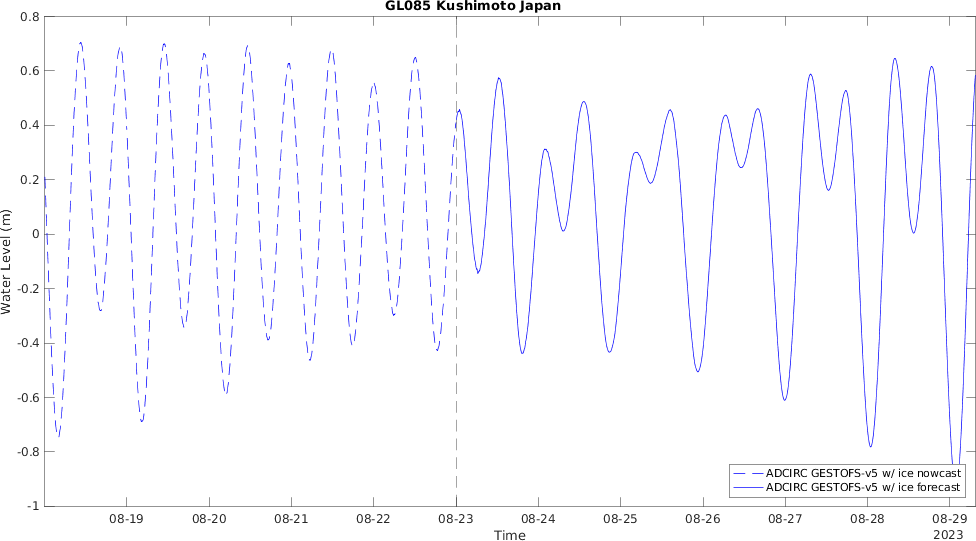 GL085 Kushimoto Japan
0.8
0.6
0.4
0.2
0
-0.2
-0.4
-0.6
-0.8
-1
Water Level (m)
ADCIRC GESTOFS-v5 w/ ice nowcast
ADCIRC GESTOFS-v5 w/ ice forecast
08-19 08-20 08-21 08-22 08-23 08-24 08-25 08-26 08-27 08-28 08-29
Time
2023